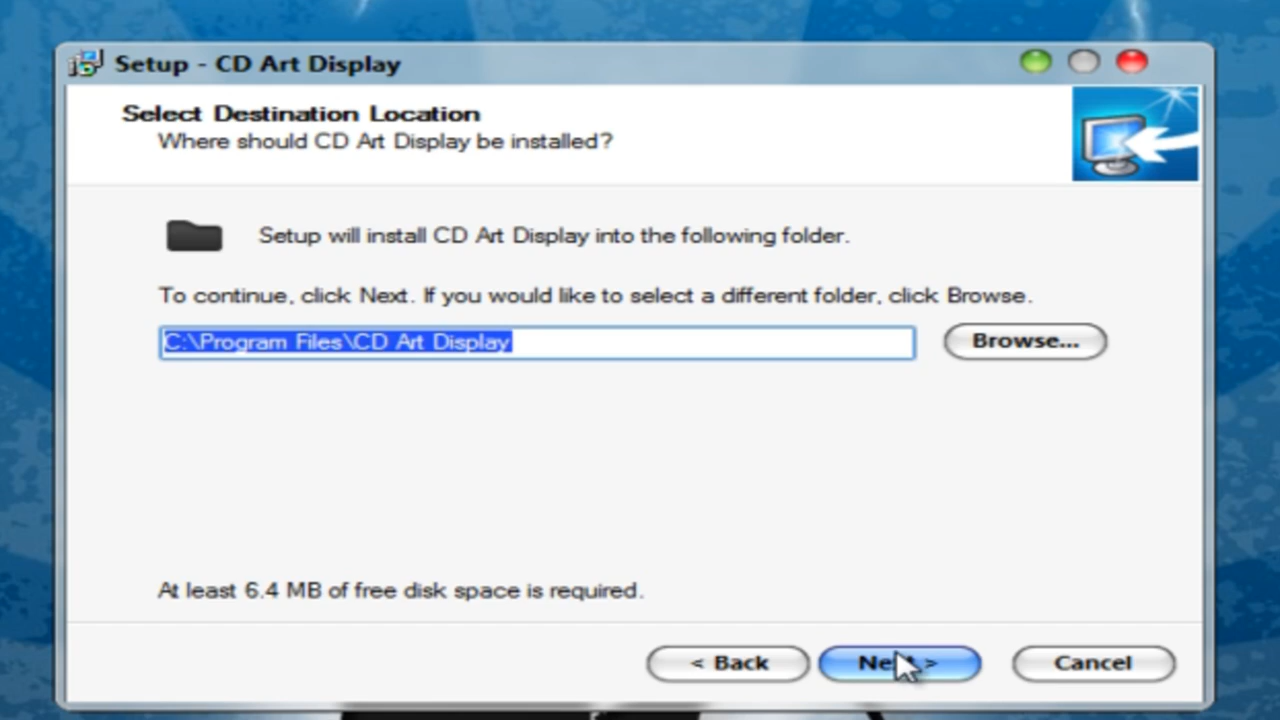 Setup - CD Art Display
Select Destination Location
Where should CD Art Display be installed?
Setup will install CD Art Display into the following folder.
To continue, click Next. If you would like to select a different folder, click Browse.
C:\Program Files\CD Art Display
Browse...
At least 6.4 MB of free disk space is required.
< Back
Next >
Cancel